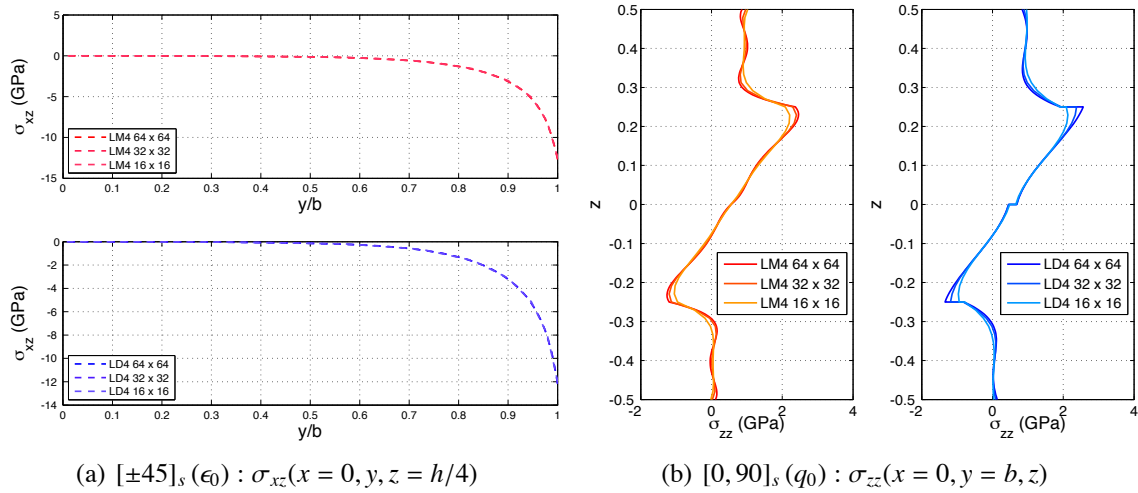 5
0
-5
-10
-15
σxz (GPa)
LM4 64 x 64
LM4 32 x 32
LM4 16 x 16
0 0.1 0.2 0.3 0.4 0.5 0.6 0.7 0.8 0.9 1
y/b
0
-2
-4
-6
-8
-10
-12
-14
σxz (GPa)
LD4 64 x 64
LD4 32 x 32
LD4 16 x 16
0 0.1 0.2 0.3 0.4 0.5 0.6 0.7 0.8 0.9 1
y/b
(a) [±45]s (ϵ0) : σxz(x = 0, y, z = h/4)
0.5
0.4
0.3
0.2
0.1
0
-0.1
-0.2
-0.3
-0.4
-0.5
z
LM4 64 x 64
LM4 32 x 32
LM4 16 x 16
-2 0 2 4
σzz (GPa)
0.5
0.4
0.3
0.2
0.1
0
-0.1
-0.2
-0.3
-0.4
-0.5
z
LD4 64 x 64
LD4 32 x 32
LD4 16 x 16
-2 0 2 4
σzz (GPa)
(b) [0, 90]s (q0) : σzz(x = 0, y = b, z)